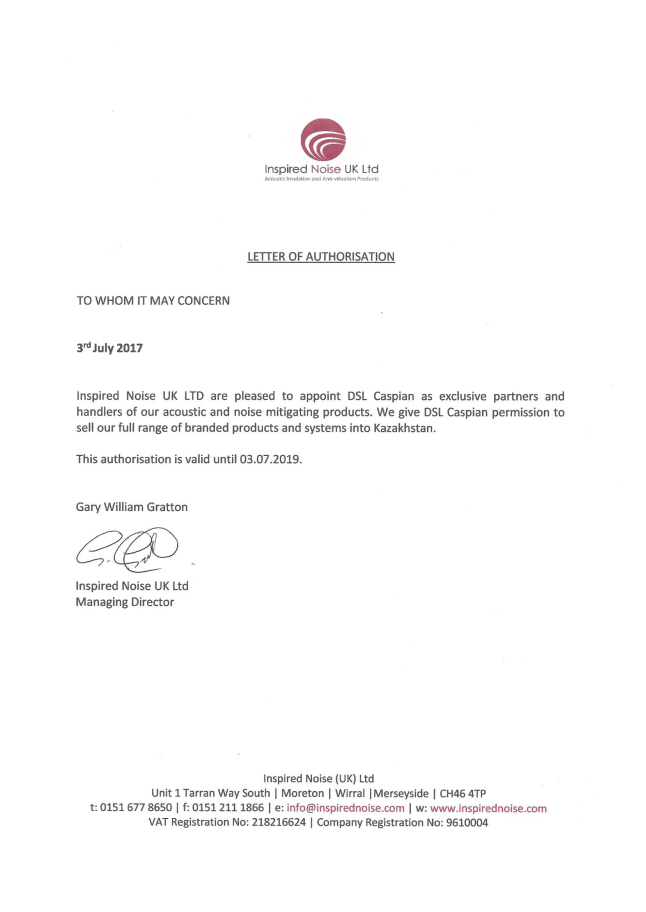 Inspired Noise UK Ltd
Acoustic Insulation and Anti-vibration Products
LETTER OF AUTHORISATION
TO WHOM IT MAY CONCERN
3rd July 2017
Inspired Noise UK LTD are pleased to appoint DSL Caspian as exclusive partners and
handlers of our acoustic and noise mitigating products. We give DSL Caspian permission to
sell our full range of branded products and systems into Kazakhstan.
This authorisation is valid until 03.07.2019.
Gary William Gratton
Inspired Noise UK Ltd
Managing Director
Inspired Noise (UK) Ltd
Unit 1 Tarran Way South | Moreton | Wirral |Merseyside | CH46 4TP
t: 0151 677 8650 | f: 0151 211 1866 | e: info@inspirednoise.com | w: www.inspirednoise.com
VAT Registration No: 218216624 | Company Registration No: 9610004